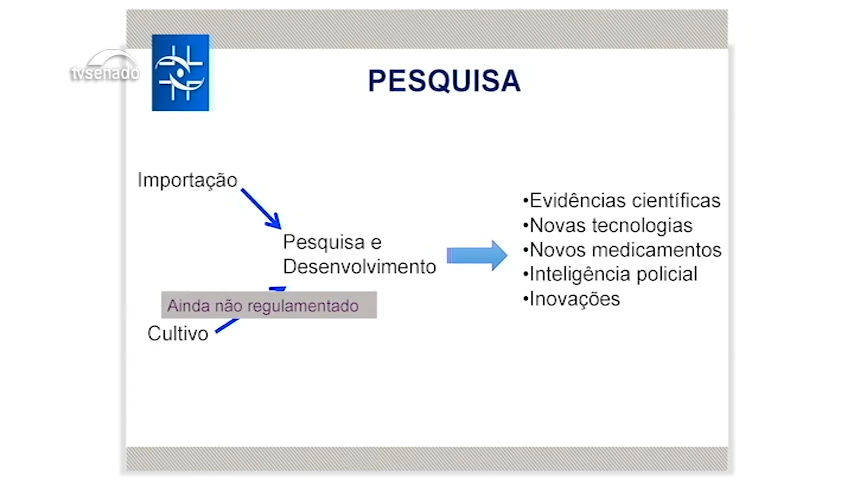 tvsenado
PESQUISA
Importação
Pesquisa e
Desenvolvimento
Ainda não regulamentado
Cultivo
•Evidências científicas
•Novas tecnologias
•Novos medicamentos
•Inteligência policial
•Inovações